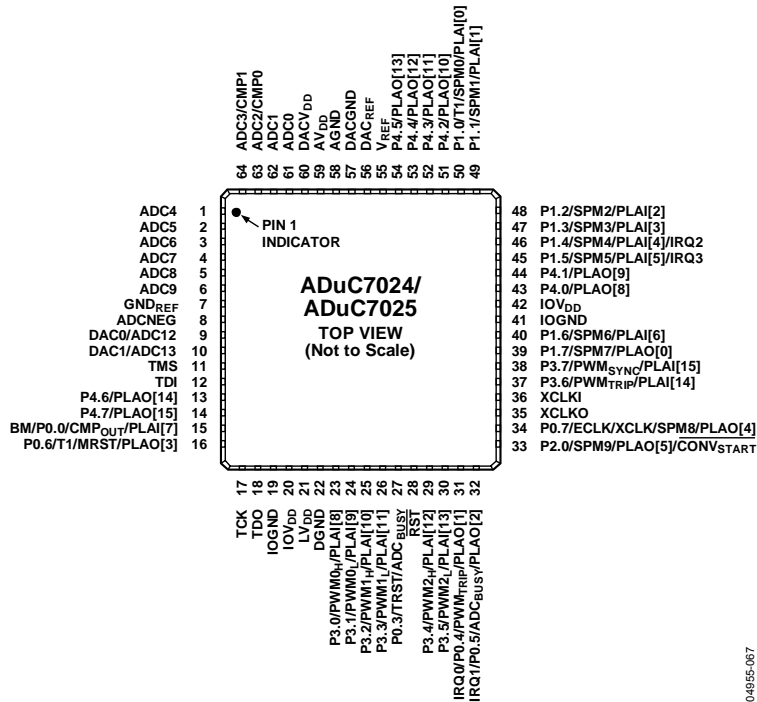 64 ADC3/CMP1
63 ADC2/CMP0
62 ADC1
61 ADC0
60 DACVDD
59 AVDD
58 AGND
57 DACGND
56 DACREF
55 VREF
54 P4.5/PLAO[13]
53 P4.4/PLAO[12]
52 P4.3/PLAO[11]
51 P4.2/PLAO[10]
50 P1.0/T1/SPM0/PLAI[0]
49 P1.1/SPM1/PLAI[1]
ADC4 1
ADC5 2
ADC6 3
ADC7 4
ADC8 5
ADC9 6
GNDREF 7
ADCNEG 8
DAC0/ADC12 9
DAC1/ADC13 10
TMS 11
TDI 12
P4.6/PLAO[14] 13
P4.7/PLAO[15] 14
BM/P0.0/CMPOUT/PLAI[7] 15
P0.6/T1/MRST/PLAO[3] 16
PIN 1
INDICATOR
ADuC7024/
ADuC7025
TOP VIEW
(Not to Scale)
48 P1.2/SPM2/PLAI[2]
47 P1.3/SPM3/PLAI[3]
46 P1.4/SPM4/PLAI[4]/IRQ2
45 P1.5/SPM5/PLAI[5]/IRQ3
44 P4.1/PLAO[9]
43 P4.0/PLAO[8]
42 IOVDD
41 IOGND
40 P1.6/SPM6/PLAI[6]
39 P1.7/SPM7/PLAO[0]
38 P3.7/PWMSYNC/PLAI[15]
37 P3.6/PWMTRIP/PLAI[14]
36 XCLKI
35 XCLKO
34 P0.7/ECLK/XCLK/SPM8/PLAO[4]
33 P2.0/SPM9/PLAO[5]/CONVSTART
TCK 17
TDO 18
IOGND 19
IOVDD 20
LVDD 21
DGND 22
P3.0/PWM0H/PLAI[8] 23
P3.1/PWM0L/PLAI[9] 24
P3.2/PWM1H/PLAI[10] 25
P3.3/PWM1L/PLAI[11] 26
P0.3/TRST/ADCBUSY 27
RST 28
P3.4/PWM2H/PLAI[12] 29
P3.5/PWM2L/PLAI[13] 30
IRQ0/P0.4/PWMTRIP/PLAO[1] 31
IRQ1/P0.5/ADCBUSY/PLAO[2] 32
04955-067